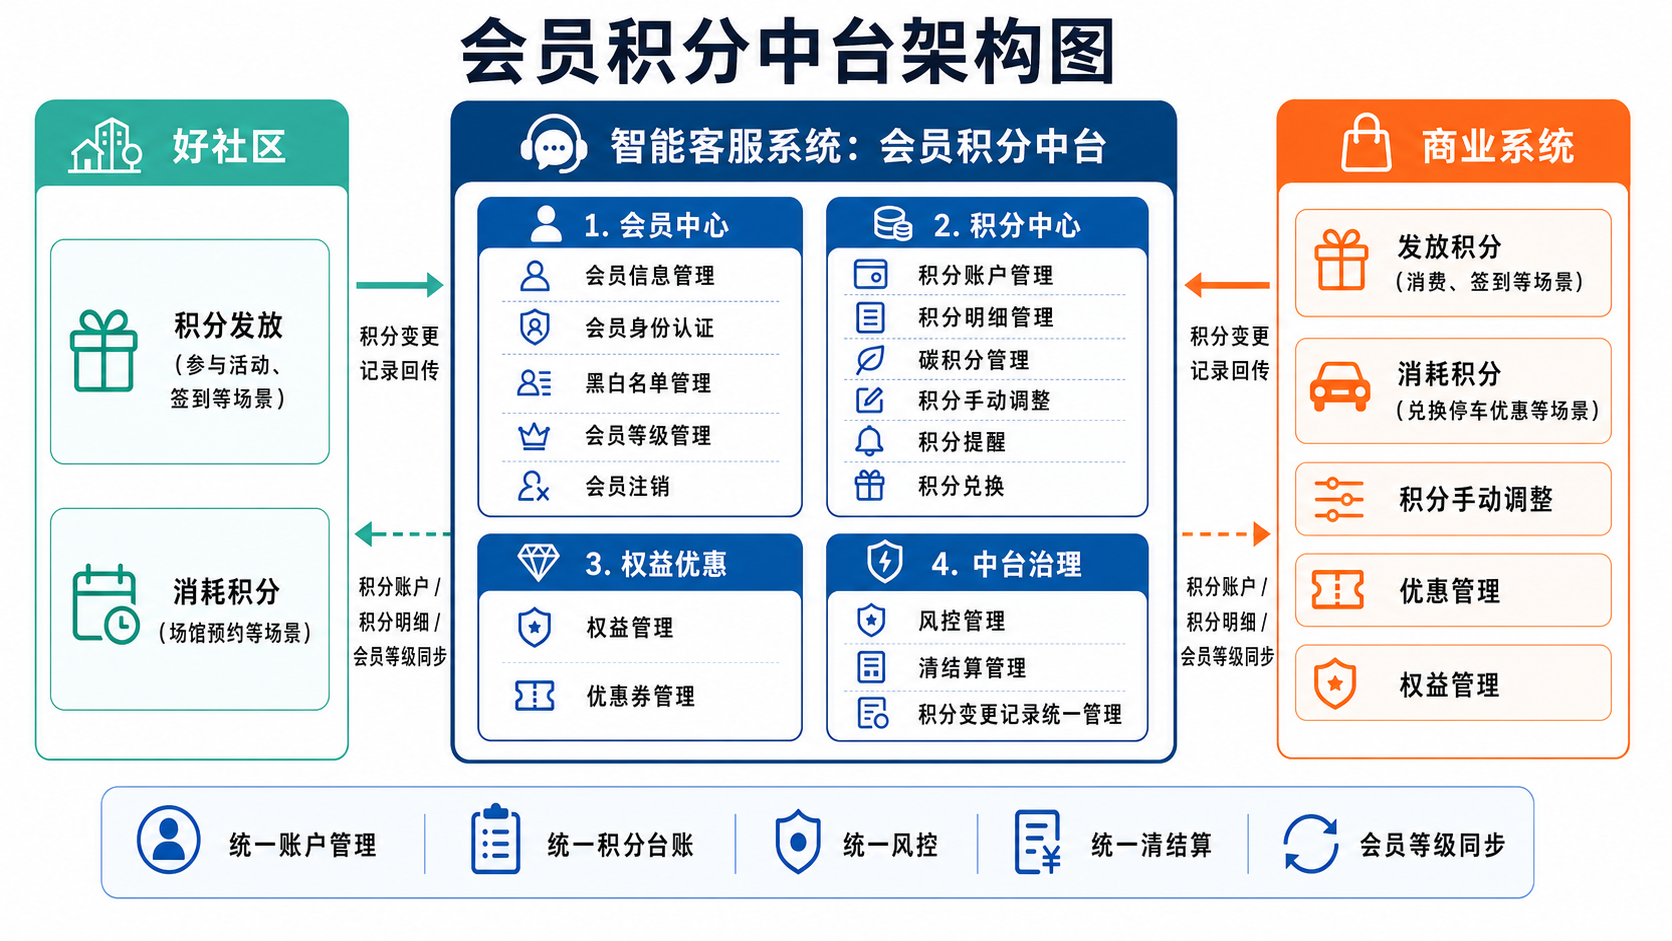 会员积分中台架构图
好社区
积分发放
（参与活动、
签到等场景）
消耗积分
（场馆预约等场景）
积分变更
记录回传
积分账户 /
积分明细 /
会员等级同步
智能客服系统：会员积分中台
1. 会员中心
会员信息管理
会员身份认证
黑白名单管理
会员等级管理
会员注销
2. 积分中心
积分账户管理
积分明细管理
碳积分管理
积分手动调整
积分提醒
积分兑换
3. 权益优惠
权益管理
优惠券管理
4. 中台治理
风控管理
清结算管理
积分变更记录统一管理
积分变更
记录回传
积分账户 /
积分明细 /
会员等级同步
商业系统
发放积分
（消费、签到等场景）
消耗积分
（兑换停车优惠等场景）
积分手动调整
优惠管理
权益管理
统一账户管理
统一积分台账
统一风控
统一清结算
会员等级同步